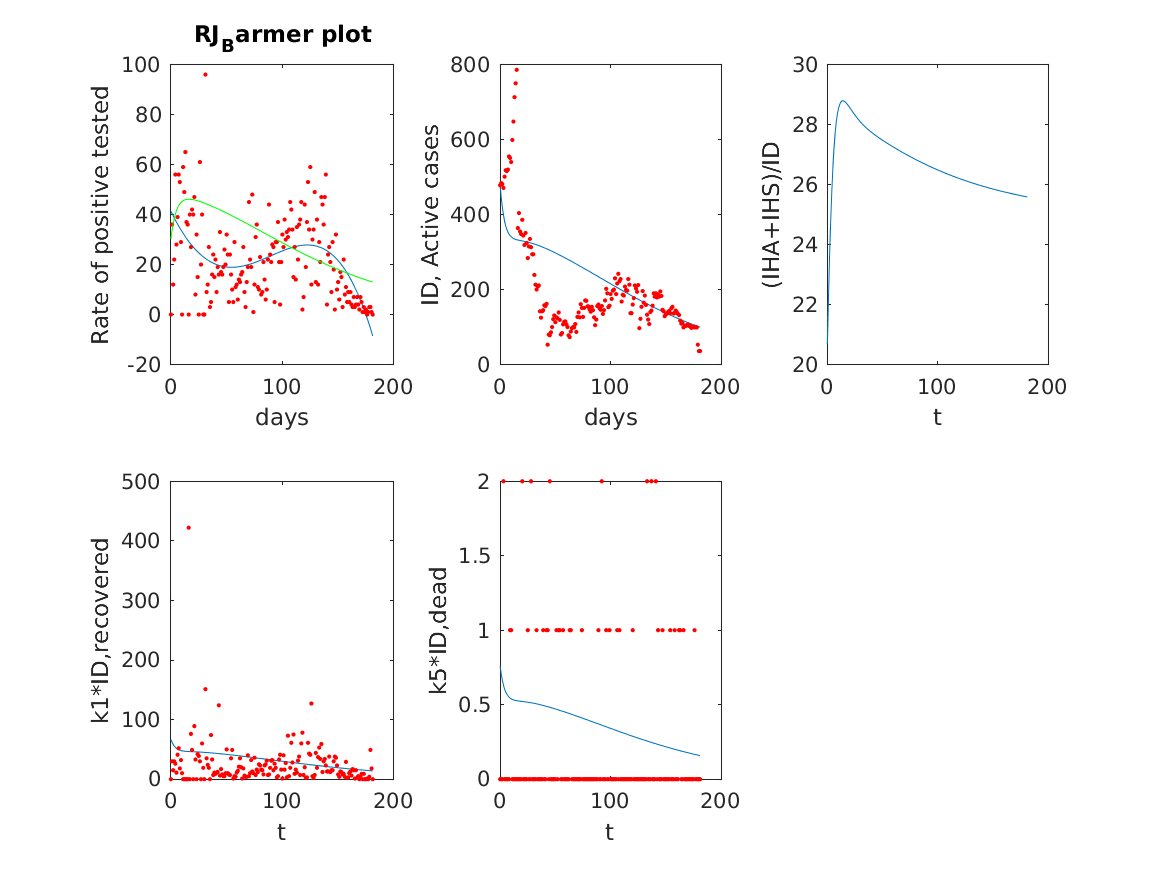 RJBarmer plot
100
80
60
40
20
0
-20
Rate of positive tested
0 100 200
days
800
600
400
200
0
ID, Active cases
0 100 200
days
30
28
26
24
22
20
(IHA+IHS)/ID
0 100 200
t
500
400
300
200
100
0
k1*ID,recovered
0 100 200
t
2
1.5
1
0.5
0
k5*ID,dead
0 100 200
t